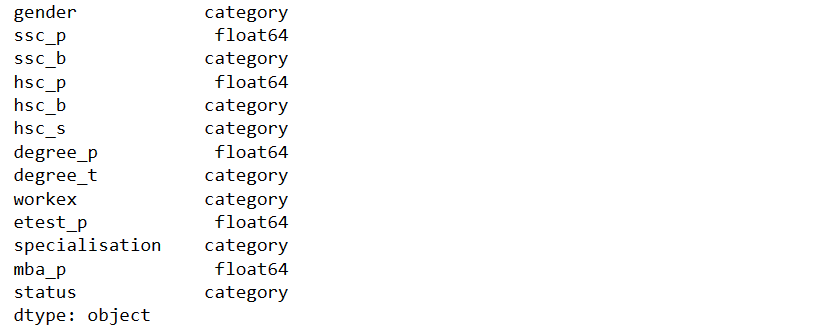 gender category
ssc_p float64
ssc_b category
hsc_p float64
hsc_b category
hsc_s category
degree_p float64
degree_t category
workex category
etest_p float64
specialisation category
mba_p float64
status category
dtype: object